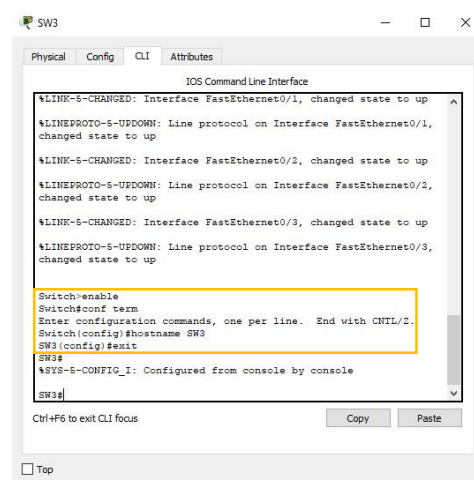 SW3
Physical Config CLI Attributes
IOS Command Line Interface
%LINK-5-CHANGED: Interface FastEthernet0/1, changed state to up
%LINEPROTO-5-UPDOWN: Line protocol on Interface FastEthernet0/1,
changed state to up
%LINK-5-CHANGED: Interface FastEthernet0/2, changed state to up
%LINEPROTO-5-UPDOWN: Line protocol on Interface FastEthernet0/2,
changed state to up
%LINK-5-CHANGED: Interface FastEthernet0/3, changed state to up
%LINEPROTO-5-UPDOWN: Line protocol on Interface FastEthernet0/3,
changed state to up
Switch>enable
Switch#conf term
Enter configuration commands, one per line. End with CNTL/Z.
Switch(config)#hostname SW3
SW3(config)#exit
SW3#
%SYS-5-CONFIG_I: Configured from console by console
SW3#
Ctrl+F6 to exit CLI focus Copy Paste
Top